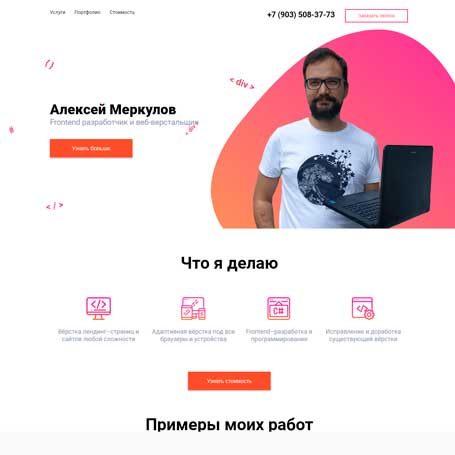 Услуги Портфолио Стоимость +7 (903) 508-37-73 Заказать звонок
{ }
< div >
Алексей Меркулов
Frontend разработчик и веб-верстальщик
#
Узнать больше
< / >
Что я делаю
Вёрстка лендинг–страниц и
сайтов любой сложности
Адаптивная вёрстка под все
браузеры и устройства
C#
Frontend–разработка и
программирование
Исправление и доработка
существующей вёрстки
Узнать стоимость
Примеры моих работ